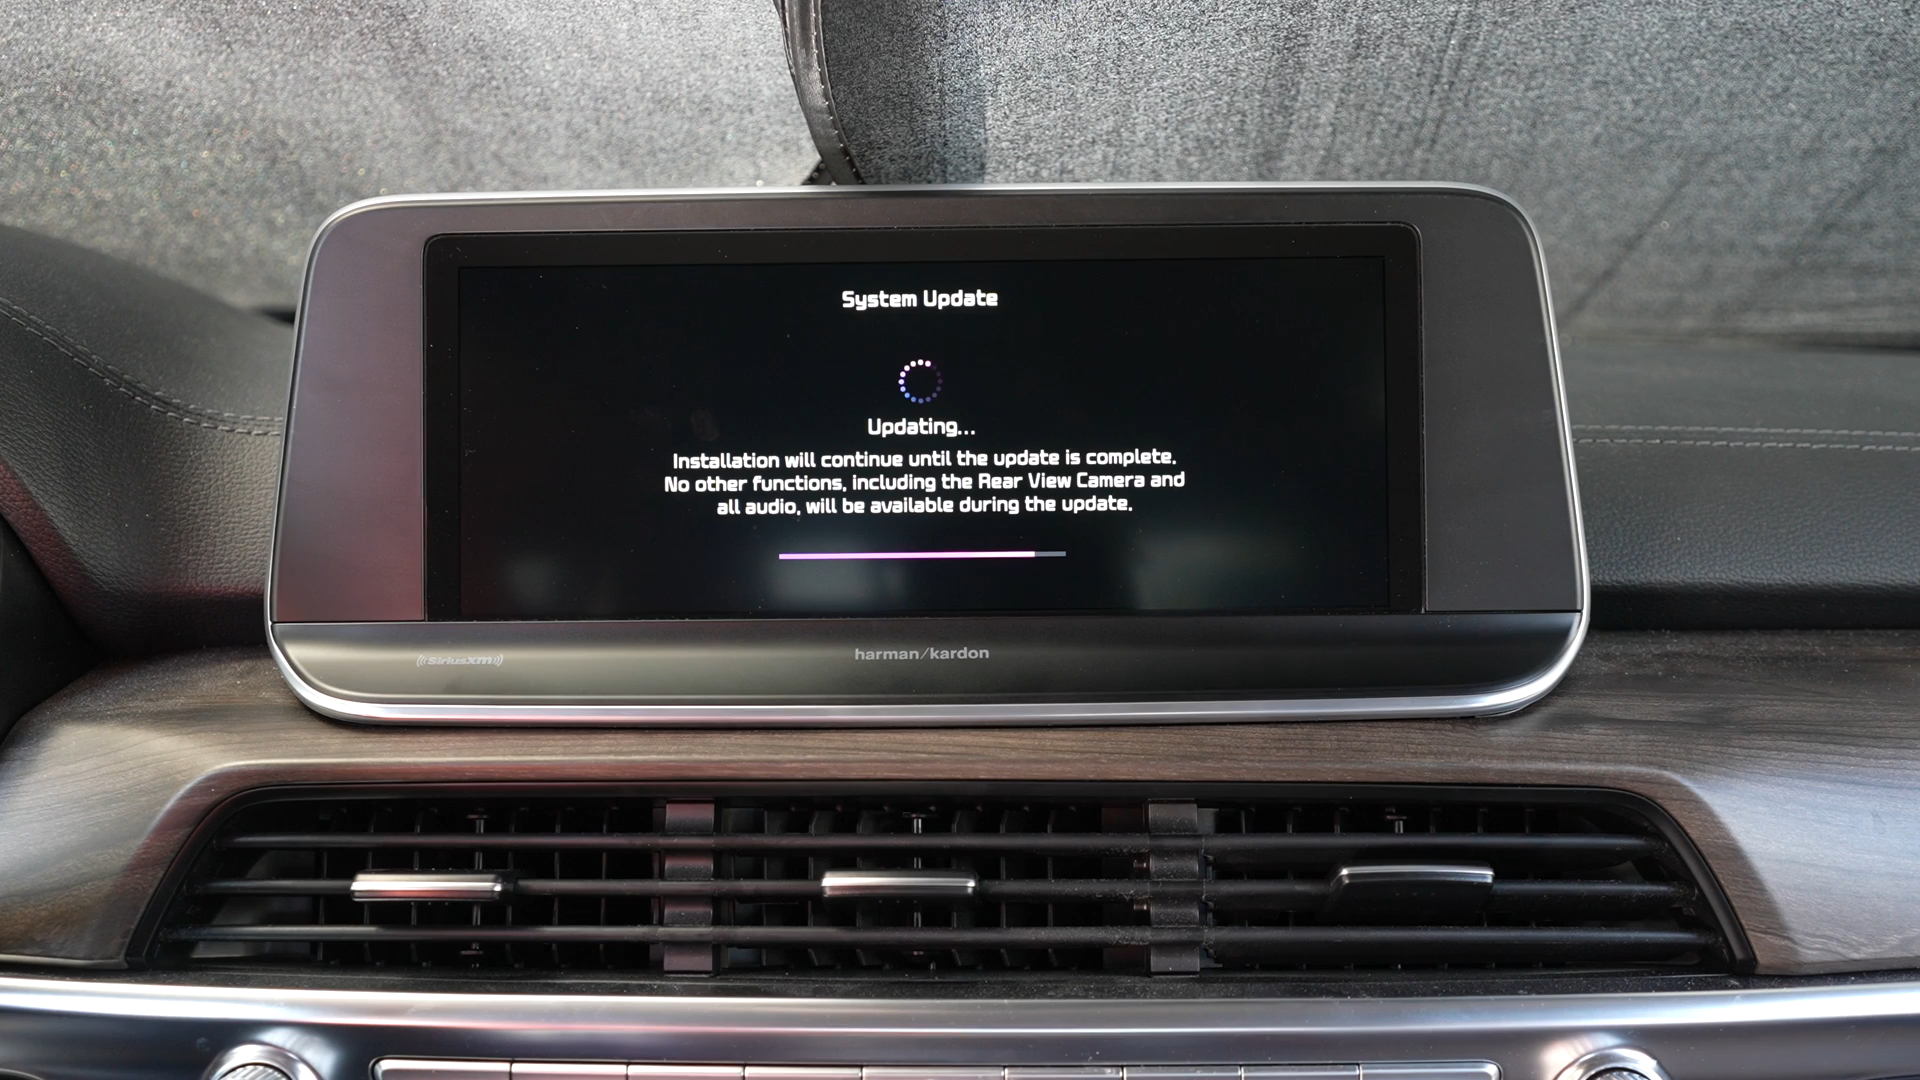 System Update
Updating...
Installation will continue until the update is complete.
No other functions, including the Rear View Camera and
all audio, will be available during the update.
((SiriusXM))
harman/kardon